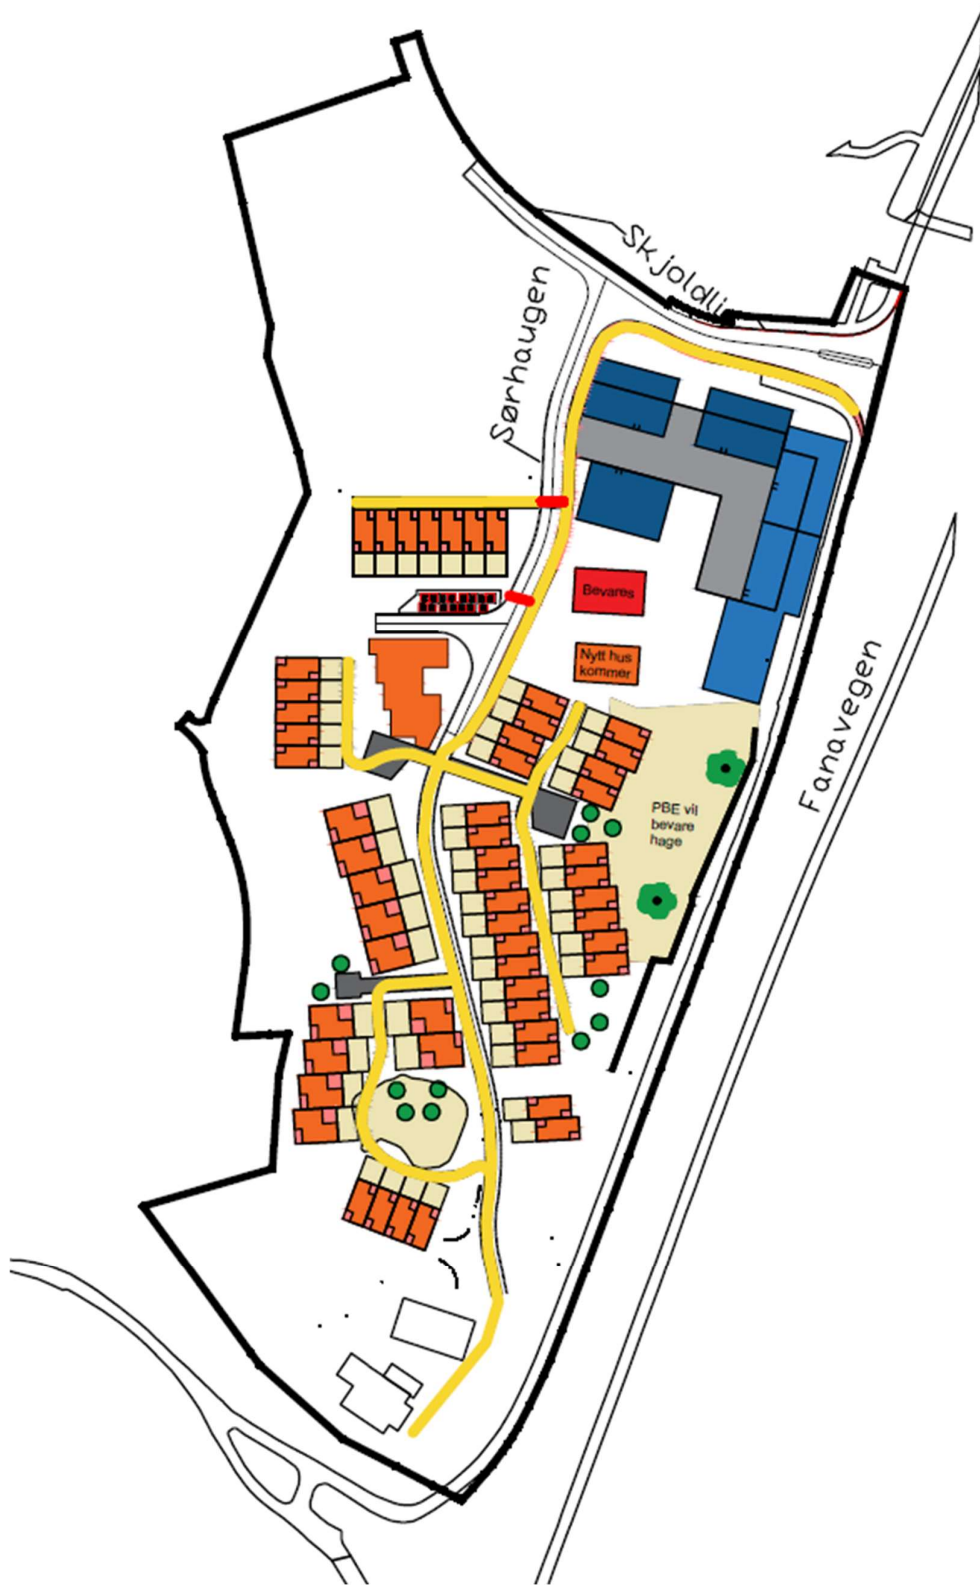 Skjoldli
Sørhaugen
Bevares
Nytt hus
kommer
Fanavegen
PBE vil
bevare
hage